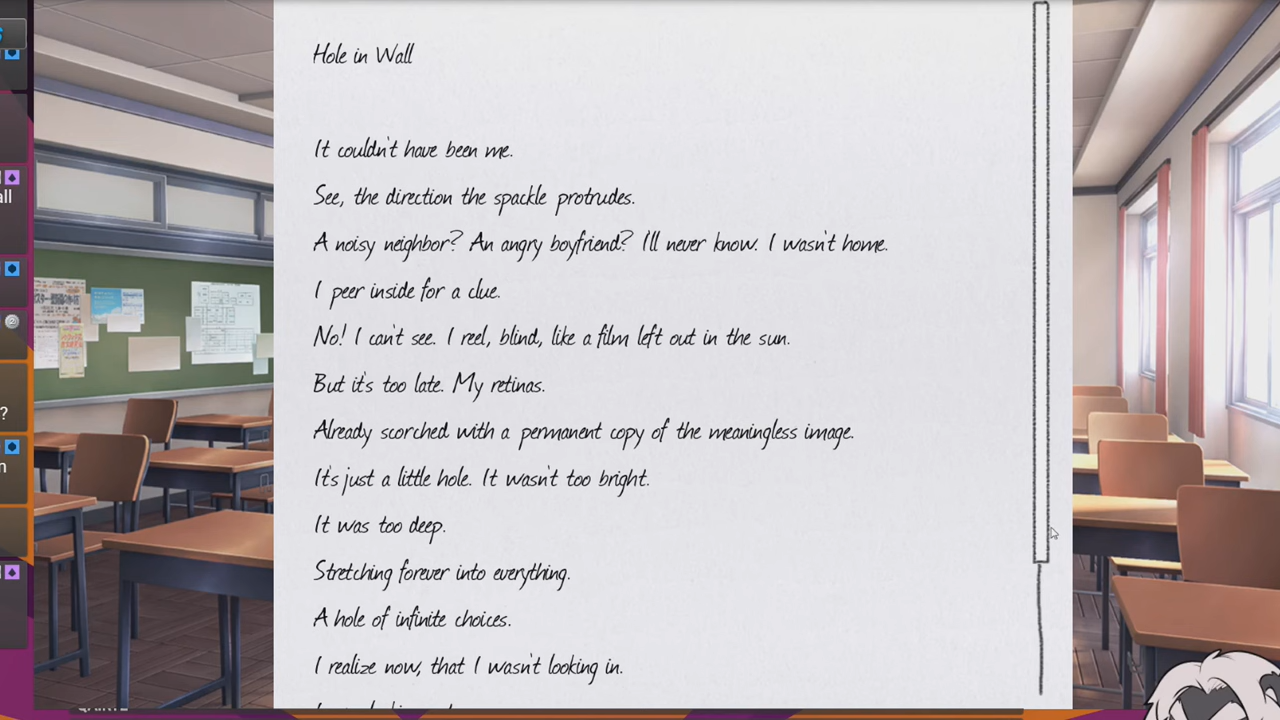 Hole in Wall
It couldn't have been me.
See, the direction the spackle protrudes.
A noisy neighbor? An angry boyfriend? I'll never know. I wasn't home.
I peer inside for a clue.
No! I can't see. I reel, blind, like a film left out in the sun.
But it's too late. My retinas.
Already scorched with a permanent copy of the meaningless image.
It's just a little hole. It wasn't too bright.
It was too deep.
Stretching forever into everything.
A hole of infinite choices.
I realize now, that I wasn't looking in.
all
?
n